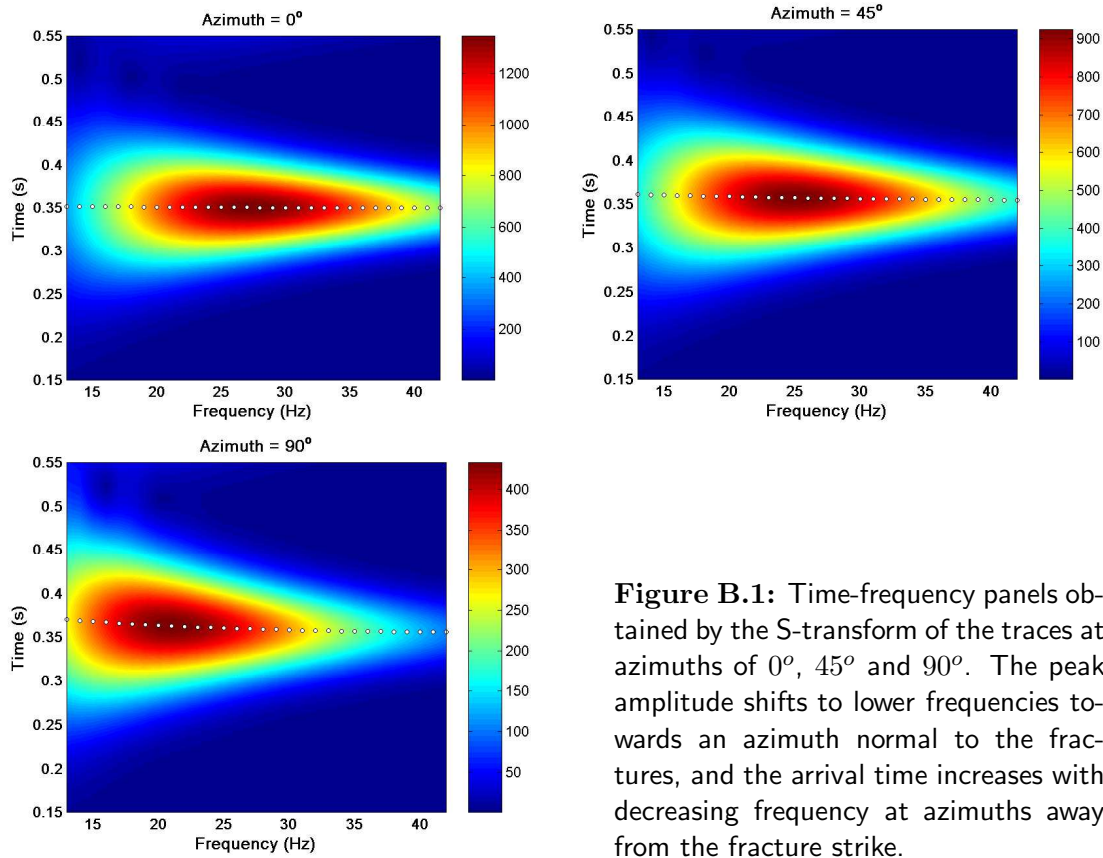 Azimuth = 0º
0.55
0.5
0.45
0.4
0.35
0.3
0.25
0.2
0.15
Time (s)
15 20 25 30 35 40
Frequency (Hz)
1200
1000
800
600
400
200
Azimuth = 45º
0.55
0.5
0.45
0.4
0.35
0.3
0.25
0.2
0.15
Time (s)
15 20 25 30 35 40
Frequency (Hz)
900
800
700
600
500
400
300
200
100
Azimuth = 90º
0.55
0.5
0.45
0.4
0.35
0.3
0.25
0.2
0.15
Time (s)
15 20 25 30 35 40
Frequency (Hz)
400
350
300
250
200
150
100
50
Figure B.1: Time-frequency panels ob-
tained by the S-transform of the traces at
azimuths of 0º, 45º and 90º. The peak
amplitude shifts to lower frequencies to-
wards an azimuth normal to the frac-
tures, and the arrival time increases with
decreasing frequency at azimuths away
from the fracture strike.